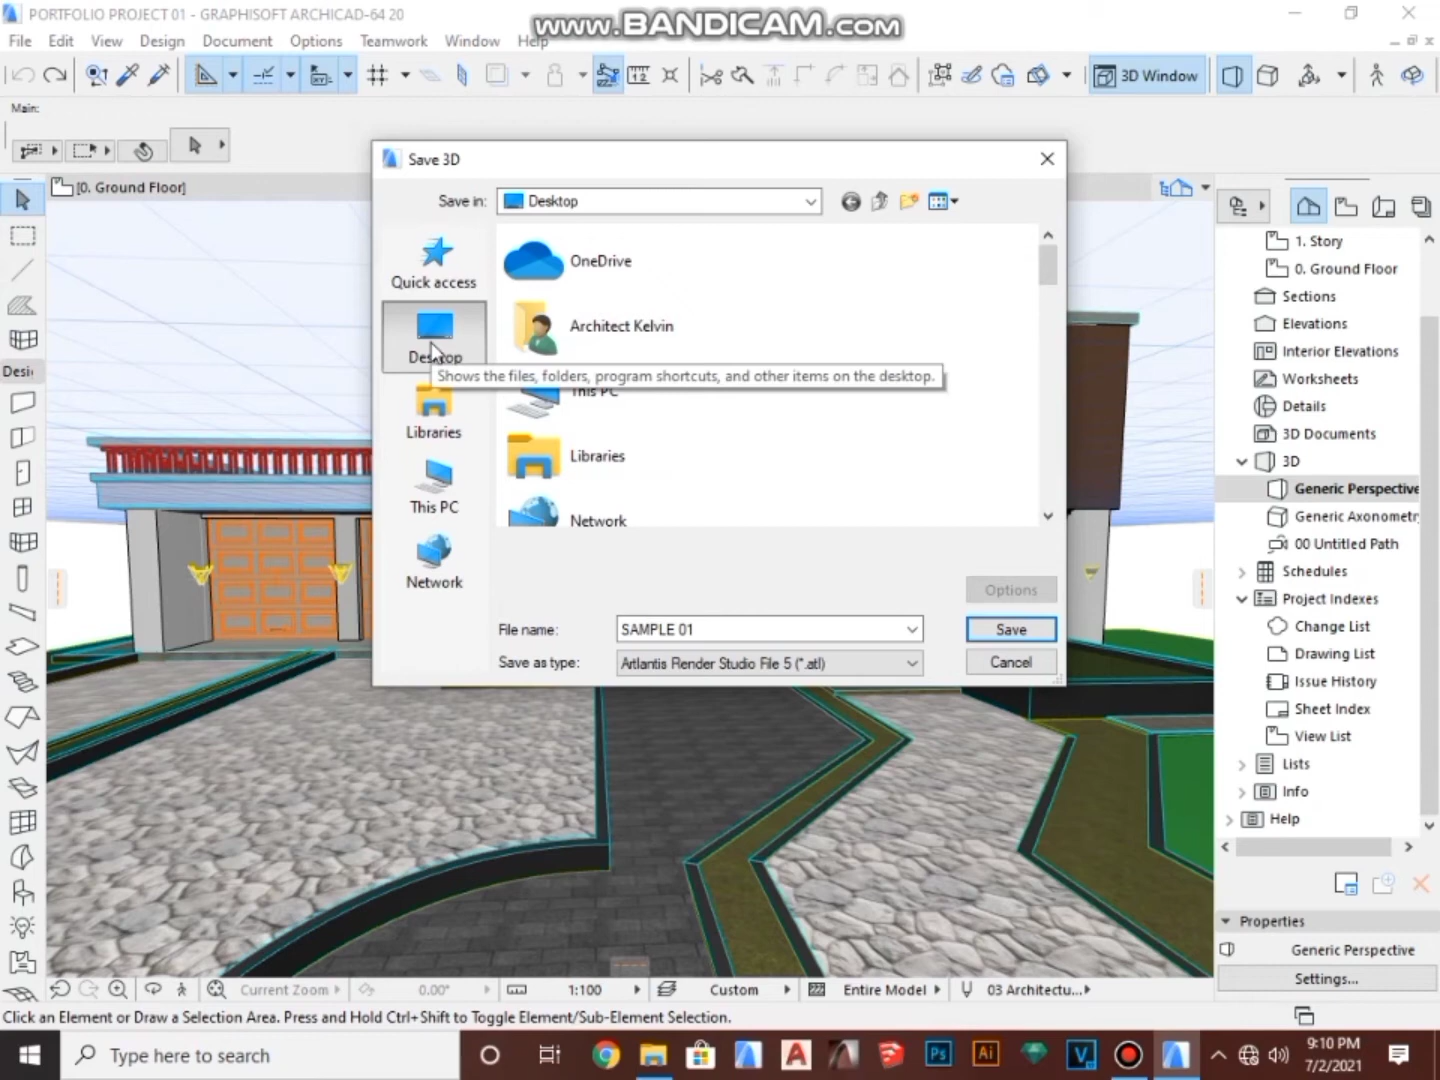 PORTFOLIO PROJECT 01 - GRAPHISOFT ARCHICAD-64 20
www.BANDICAM.com
File Edit View Design Document Options Teamwork Window Help
3D Window
Main:
[0. Ground Floor]
Save 3D
Save in: Desktop
Quick access
Desktop
Libraries
This PC
Network
OneDrive
Architect Kelvin
Shows the files, folders, program shortcuts, and other items on the desktop.
This PC
Libraries
Network
Options
File name: SAMPLE 01 Save
Save as type: Artlantis Render Studio File 5 (*.atl) Cancel
Desi
1. Story
0. Ground Floor
Sections
Elevations
Interior Elevations
Worksheets
Details
3D Documents
3D
Generic Perspective
Generic Axonometr
00 Untitled Path
Schedules
Project Indexes
Change List
Drawing List
Issue History
Sheet Index
View List
Lists
Info
Help
Properties
Generic Perspective
Settings...
Current Zoom 0.00° 1:100 Custom Entire Model 03 Architectu...
Click an Element or Draw a Selection Area. Press and Hold Ctrl+Shift to Toggle Element/Sub-Element Selection.
Type here to search
9:10 PM
7/2/2021